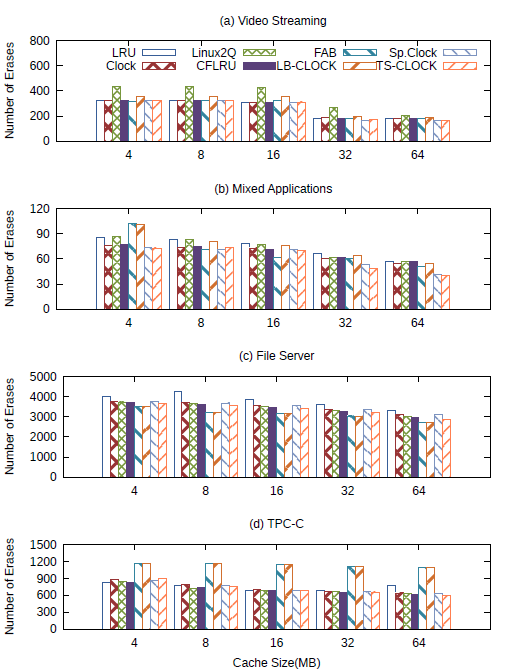 (a) Video Streaming
Number of Erases
800
600
400
200
0
LRU Linux2Q FAB Sp.Clock
Clock CFLRU LB-CLOCK TS-CLOCK
4 8 16 32 64
(b) Mixed Applications
Number of Erases
120
90
60
30
0
4 8 16 32 64
(c) File Server
Number of Erases
5000
4000
3000
2000
1000
0
4 8 16 32 64
(d) TPC-C
Number of Erases
1500
1200
900
600
300
0
4 8 16 32 64
Cache Size(MB)